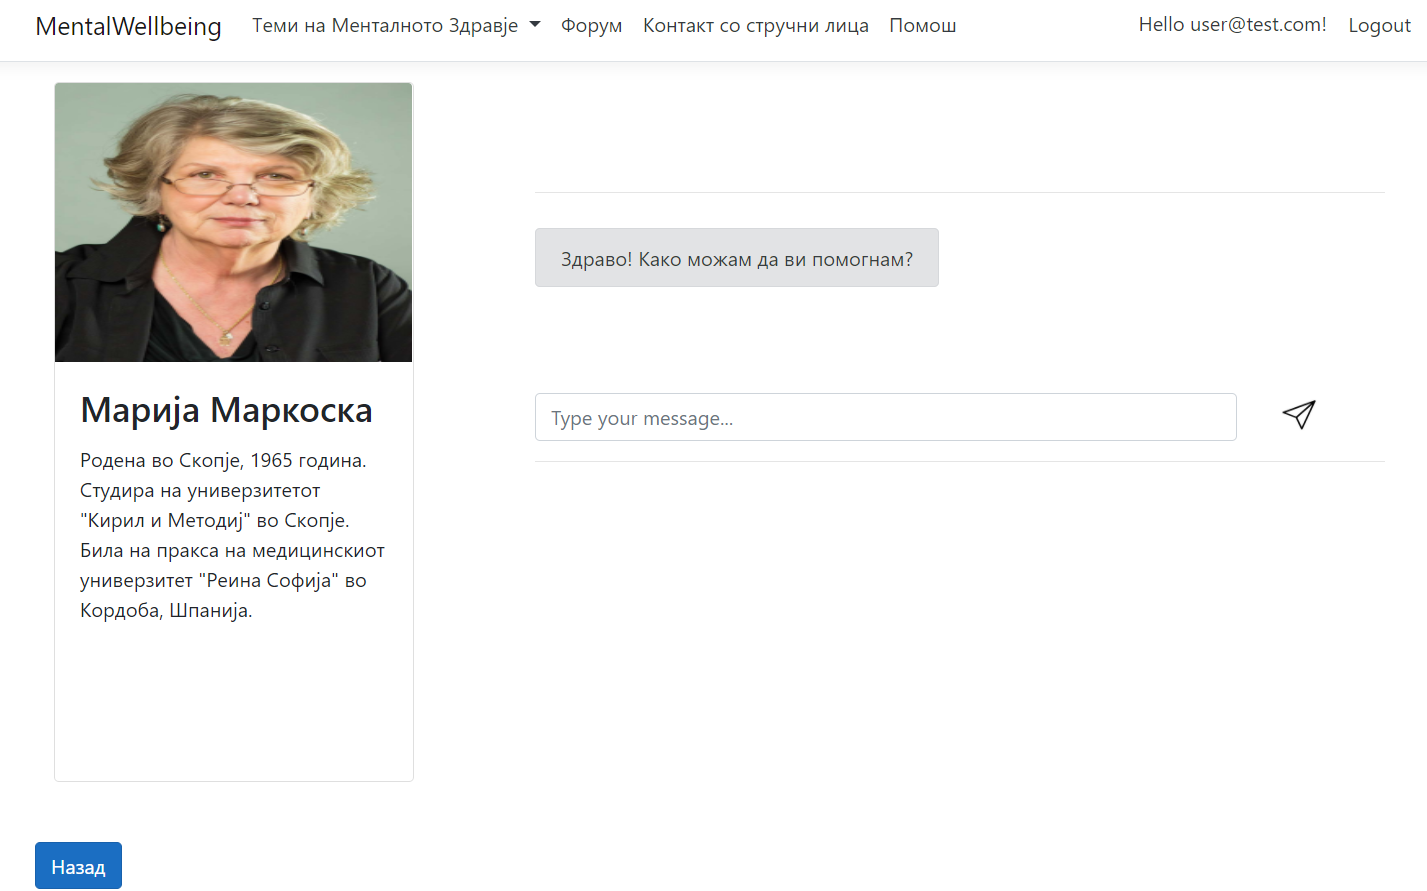 MentalWellbeing Теми на Менталното Здравје Форум Контакт со стручни лица Помош Hello user@test.com! Logout
Здраво! Како можам да ви помогнам?
Type your message...
Марија Маркоска
Родена во Скопје, 1965 година.
Студира на универзитетот
"Кирил и Методиј" во Скопје.
Била на пракса на медицинскиот
универзитет "Реина Софија" во
Кордоба, Шпанија.
Назад